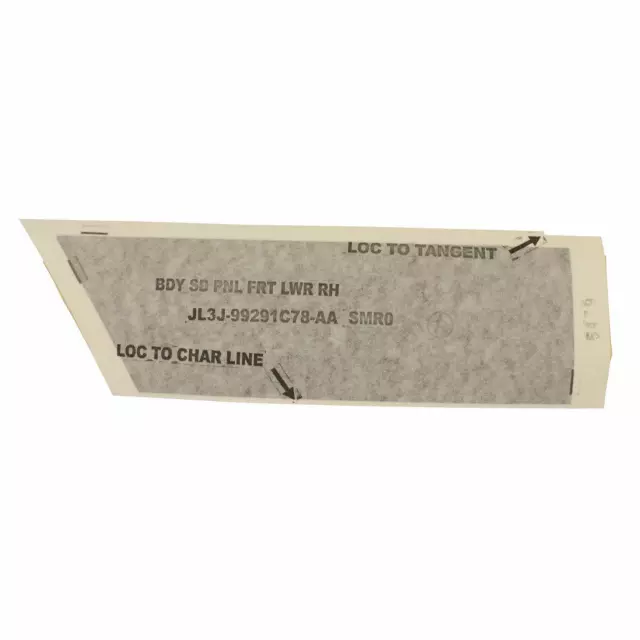 LOC TO TANGENT
BDY SD PNL FRT LWR RH
JL3J-99291C78-AA SMR0
LOC TO CHAR LINE